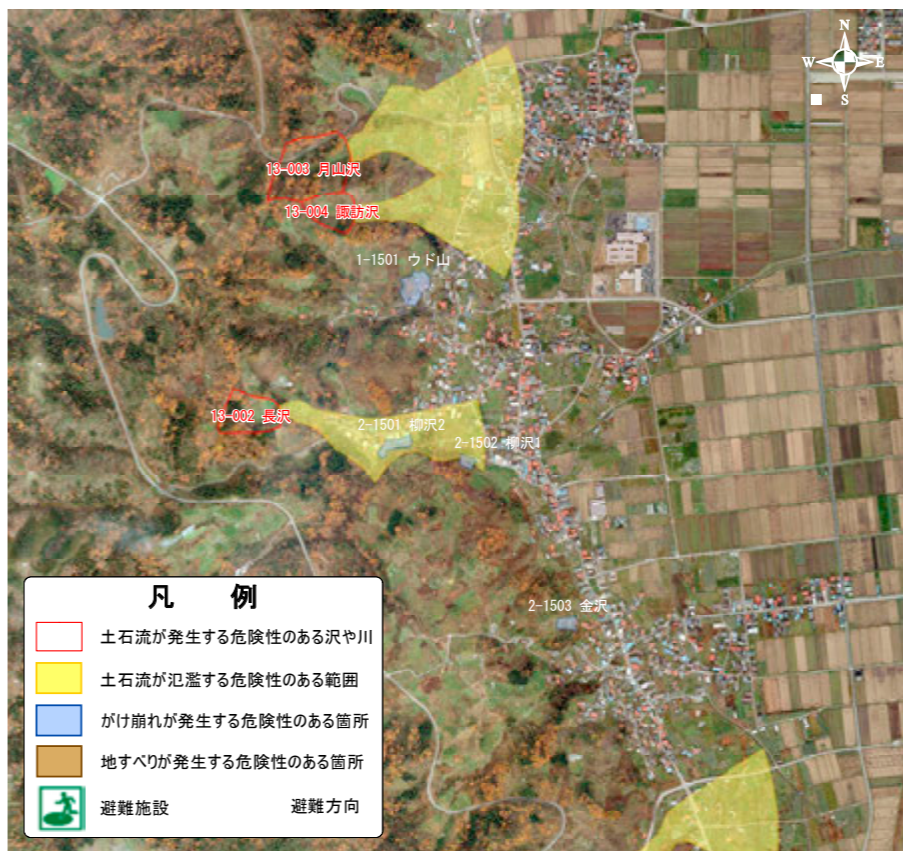 N
W E
S
13-003 月山沢
13-004 諏訪沢
1-1501 ウド山
13-002 長沢
2-1501 柳沢2
2-1502 柳沢1
2-1503 金沢
凡 例
土石流が発生する危険性のある沢や川
土石流が氾濫する危険性のある範囲
がけ崩れが発生する危険性のある箇所
地すべりが発生する危険性のある箇所
避難施設 避難方向